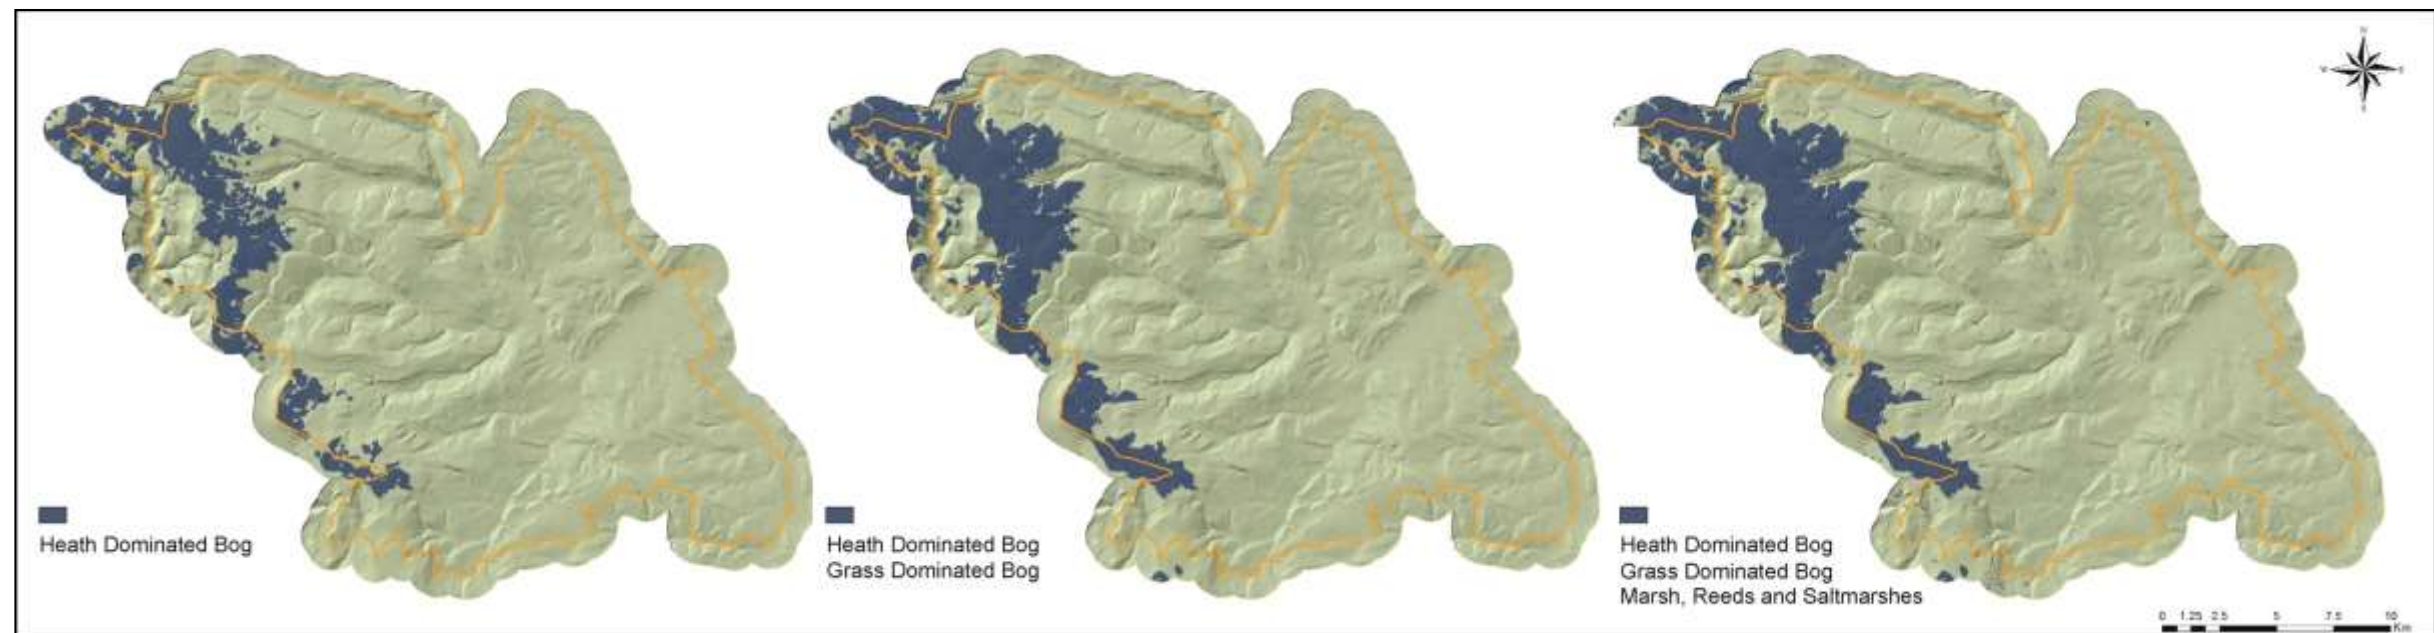 N
W E
S
Heath Dominated Bog
Heath Dominated Bog
Grass Dominated Bog
Heath Dominated Bog
Grass Dominated Bog
Marsh, Reeds and Saltmarshes
0 1.25 2.5 5 7.5 10
Km